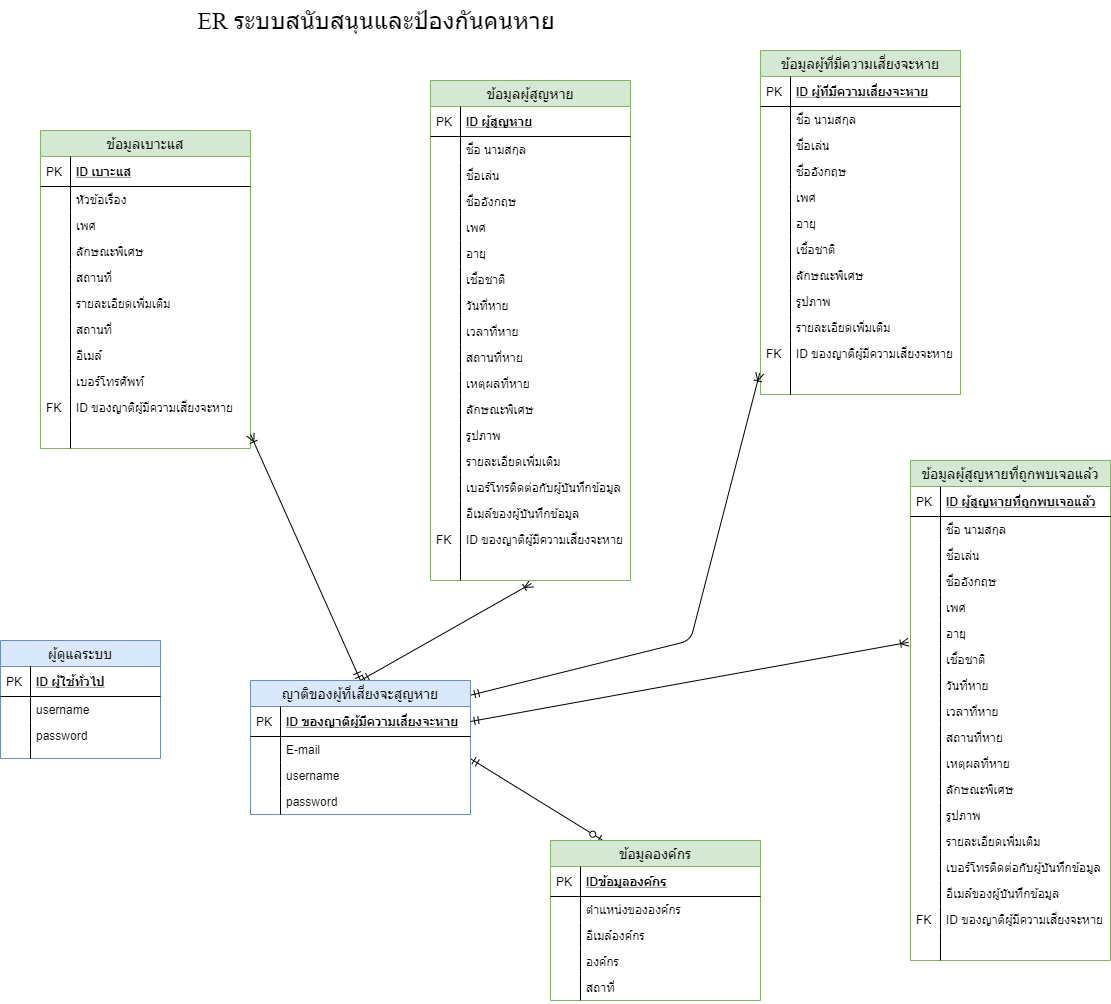 ER ระบบสนับสนุนและป้องกันคนหาย
ข้อมูลเบาะแส
PK ID เบาะแส
หัวข้อเรื่อง
เพศ
ลักษณะพิเศษ
สถานที่
รายละเอียดเพิ่มเติม
สถานที่
อีเมล์
เบอร์โทรศัพท์
FK ID ของญาติผู้มีความเสี่ยงจะหาย
ข้อมูลผู้สูญหาย
PK ID ผู้สูญหาย
ชื่อ นามสกุล
ชื่อเล่น
ชื่ออังกฤษ
เพศ
อายุ
เชื้อชาติ
วันที่หาย
เวลาที่หาย
สถานที่หาย
เหตุผลที่หาย
ลักษณะพิเศษ
รูปภาพ
รายละเอียดเพิ่มเติม
เบอร์โทรติดต่อกับผู้บันทึกข้อมูล
อีเมล์ของผู้บันทึกข้อมูล
FK ID ของญาติผู้มีความเสี่ยงจะหาย
ข้อมูลผู้ที่มีความเสี่ยงจะหาย
PK ID ผู้ที่มีความเสี่ยงจะหาย
ชื่อ นามสกุล
ชื่อเล่น
ชื่ออังกฤษ
เพศ
อายุ
เชื้อชาติ
ลักษณะพิเศษ
รูปภาพ
รายละเอียดเพิ่มเติม
FK ID ของญาติผู้มีความเสี่ยงจะหาย
ข้อมูลผู้สูญหายที่ถูกพบเจอแล้ว
PK ID ผู้สูญหายที่ถูกพบเจอแล้ว
ชื่อ นามสกุล
ชื่อเล่น
ชื่ออังกฤษ
เพศ
อายุ
เชื้อชาติ
วันที่หาย
เวลาที่หาย
สถานที่หาย
เหตุผลที่หาย
ลักษณะพิเศษ
รูปภาพ
รายละเอียดเพิ่มเติม
เบอร์โทรติดต่อกับผู้บันทึกข้อมูล
อีเมล์ของผู้บันทึกข้อมูล
FK ID ของญาติผู้มีความเสี่ยงจะหาย
ผู้ดูแลระบบ
PK ID ผู้ใช้ทั่วไป
username
password
ญาติของผู้ที่เสี่ยงจะสูญหาย
PK ID ของญาติผู้มีความเสี่ยงจะหาย
E-mail
username
password
ข้อมูลองค์กร
PK IDข้อมูลองค์กร
ตำแหน่งขององค์กร
อีเมล์องค์กร
องค์กร
สถาที่